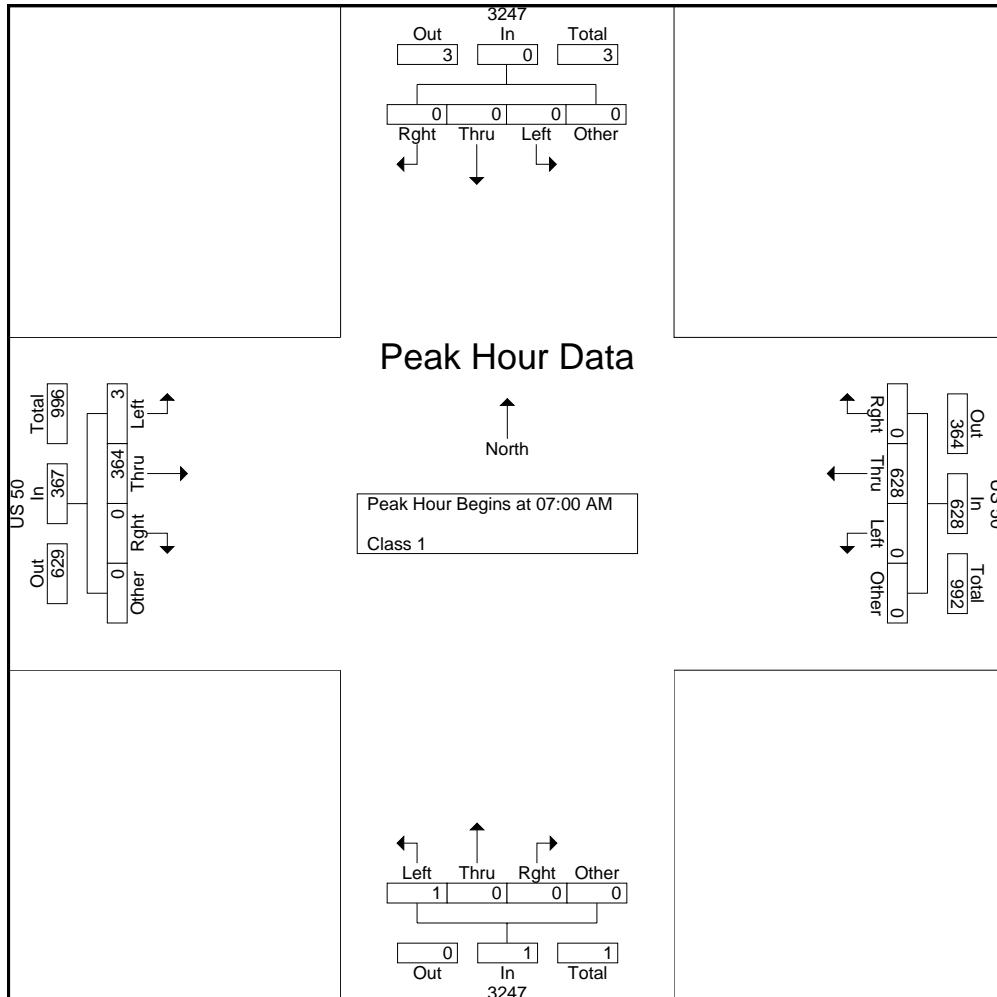 3247
Out In Total
3 0 3
0 0 0 0
Rght Thru Left Other
Peak Hour Data
North
Peak Hour Begins at 07:00 AM
Class 1
US 50
Total In Out
996 367 629
3 364 0 0
Left Thru Rght Other
Out In Total
364 628 992
0 628 0 0
Rght Thru Left Other
Left Thru Rght Other
1 0 0 0
0 1 1
Out In Total
3247